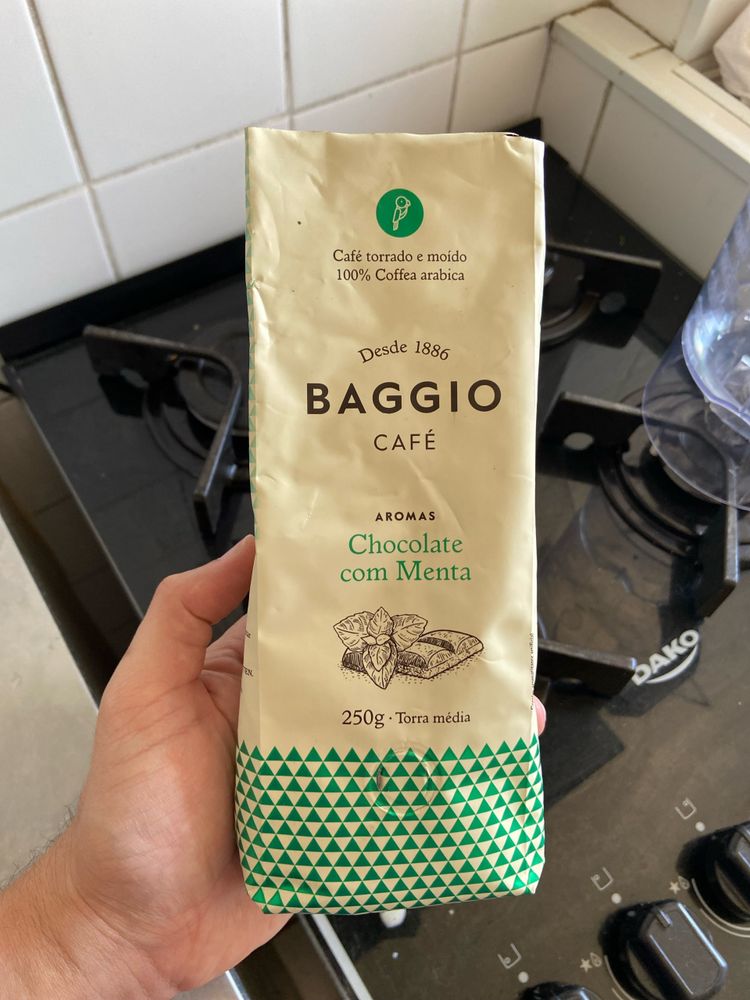 Café torrado e moído
100% Coffea arabica
Desde 1886
BAGGIO
CAFÉ
AROMAS
Chocolate
com Menta
250g · Torra média
DAKO